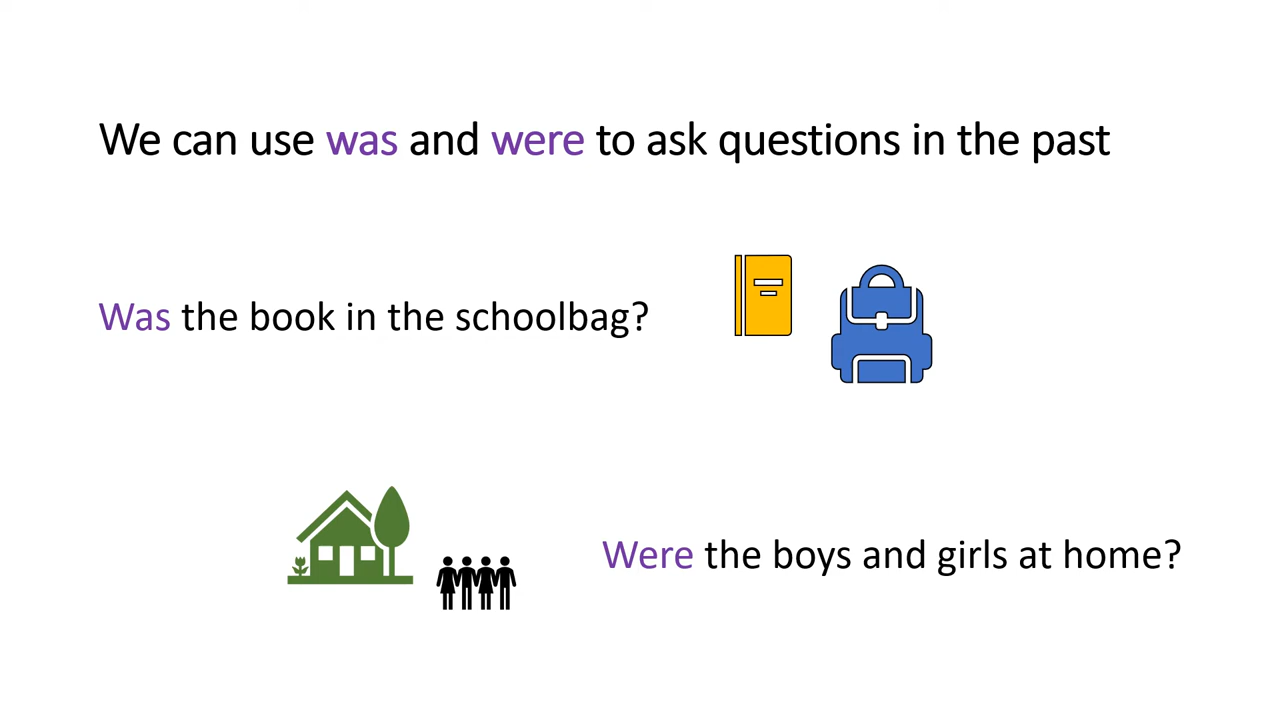 We can use was and were to ask questions in the past
Was the book in the schoolbag?
Were the boys and girls at home?